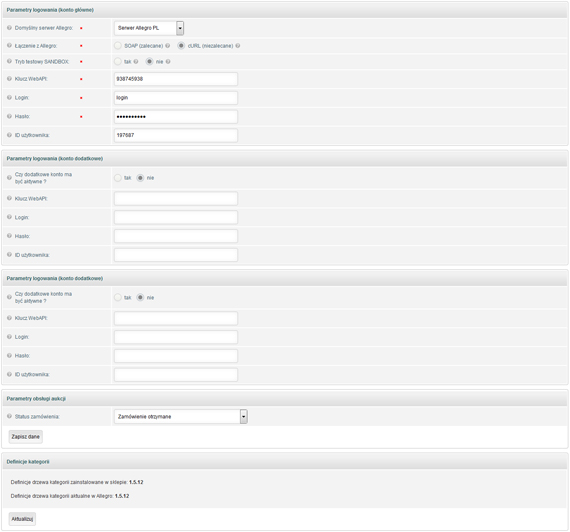 Parametry logowania (konto główne)
Domyślny serwer Allegro: Serwer Allegro PL
Łączenie z Allegro: SOAP (zalecane) cURL (niezalecane)
Tryb testowy SANDBOX: tak nie
Klucz WebAPI: 938745938
Login: login
Hasło: ••••••••••
ID użytkownika: 197687
Parametry logowania (konto dodatkowe)
Czy dodatkowe konto ma
być aktywne ? tak nie
Klucz WebAPI:
Login:
Hasło:
ID użytkownika:
Parametry logowania (konto dodatkowe)
Czy dodatkowe konto ma
być aktywne ? tak nie
Klucz WebAPI:
Login:
Hasło:
ID użytkownika:
Parametry obsługi aukcji
Status zamówienia: Zamówienie otrzymane
Zapisz dane
Definicje kategorii
Definicje drzewa kategorii zainstalowane w sklepie: 1.5.12
Definicje drzewa kategorii aktualne w Allegro: 1.5.12
Aktualizuj